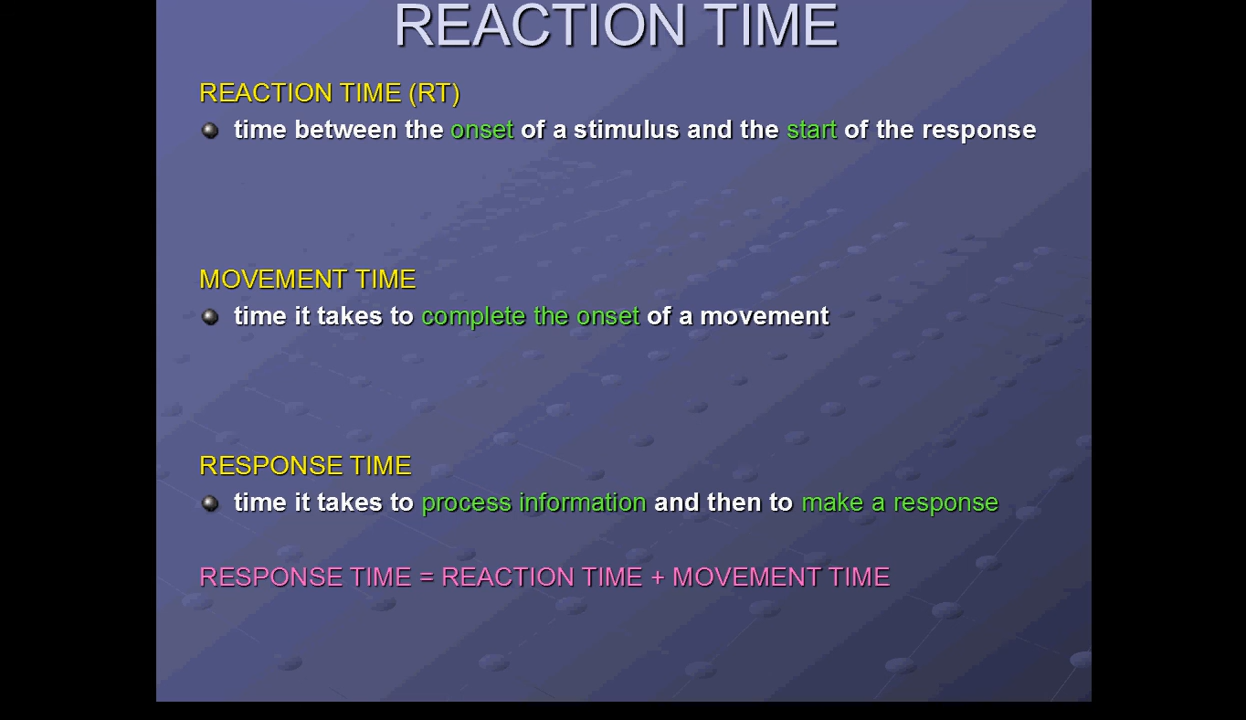 REACTION TIME
REACTION TIME (RT)
time between the onset of a stimulus and the start of the response
MOVEMENT TIME
time it takes to complete the onset of a movement
RESPONSE TIME
time it takes to process information and then to make a response
RESPONSE TIME = REACTION TIME + MOVEMENT TIME